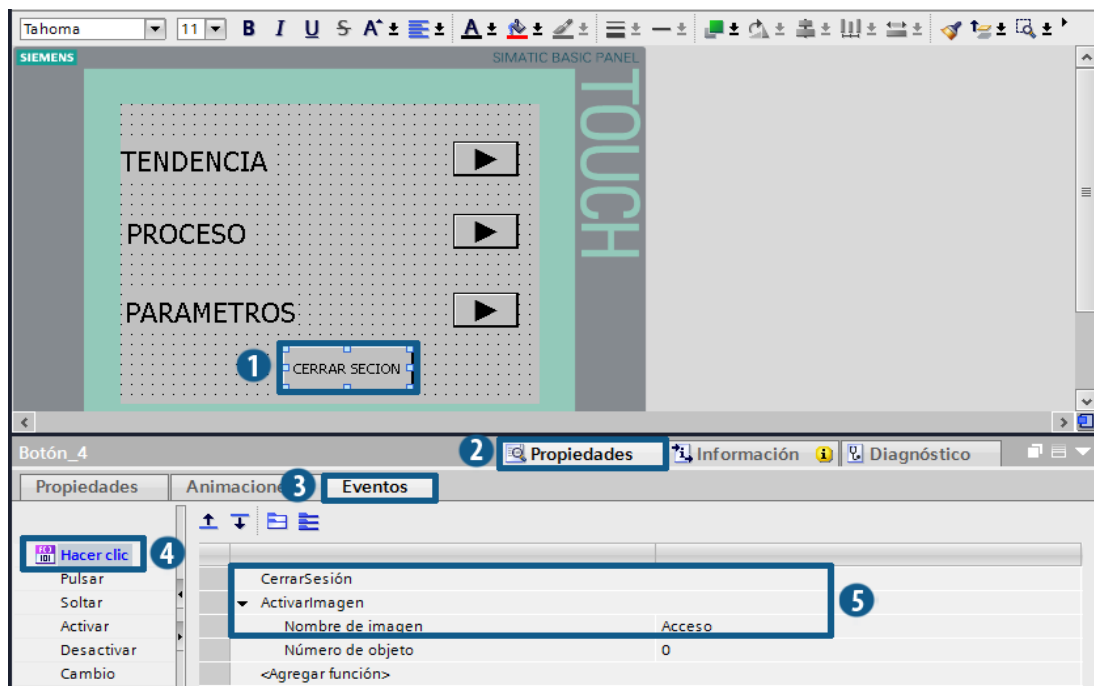 Tahoma 11 B I U S A A
SIEMENS SIMATIC BASIC PANEL
TOUCH
TENDENCIA
PROCESO
PARAMETROS
1 CERRAR SECION
Botón_4 2 Propiedades Información Diagnóstico
Propiedades Animacione 3 Eventos
Hacer clic 4
Pulsar CerrarSesión
Soltar ActivarImagen 5
Activar Nombre de imagen Acceso
Desactivar Número de objeto 0
Cambio <Agregar función>